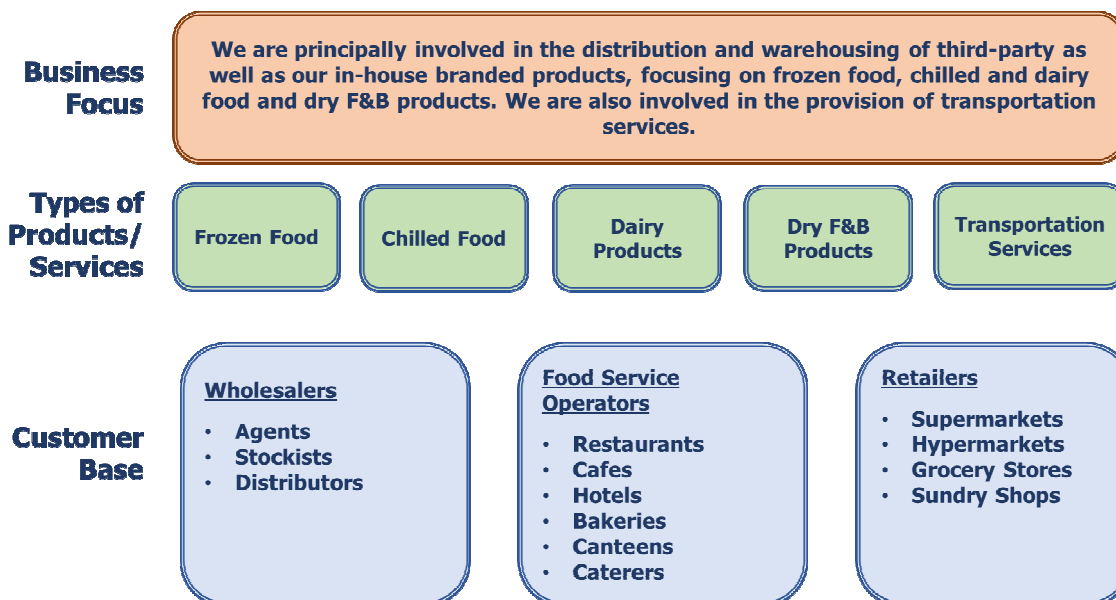 Business
Focus
We are principally involved in the distribution and warehousing of third-party as
well as our in-house branded products, focusing on frozen food, chilled and dairy
food and dry F&B products. We are also involved in the provision of transportation
services.
Types of
Products/
Services
Frozen Food
Chilled Food
Dairy
Products
Dry F&B
Products
Transportation
Services
Customer
Base
Wholesalers
• Agents
• Stockists
• Distributors
Food Service
Operators
• Restaurants
• Cafes
• Hotels
• Bakeries
• Canteens
• Caterers
Retailers
• Supermarkets
• Hypermarkets
• Grocery Stores
• Sundry Shops